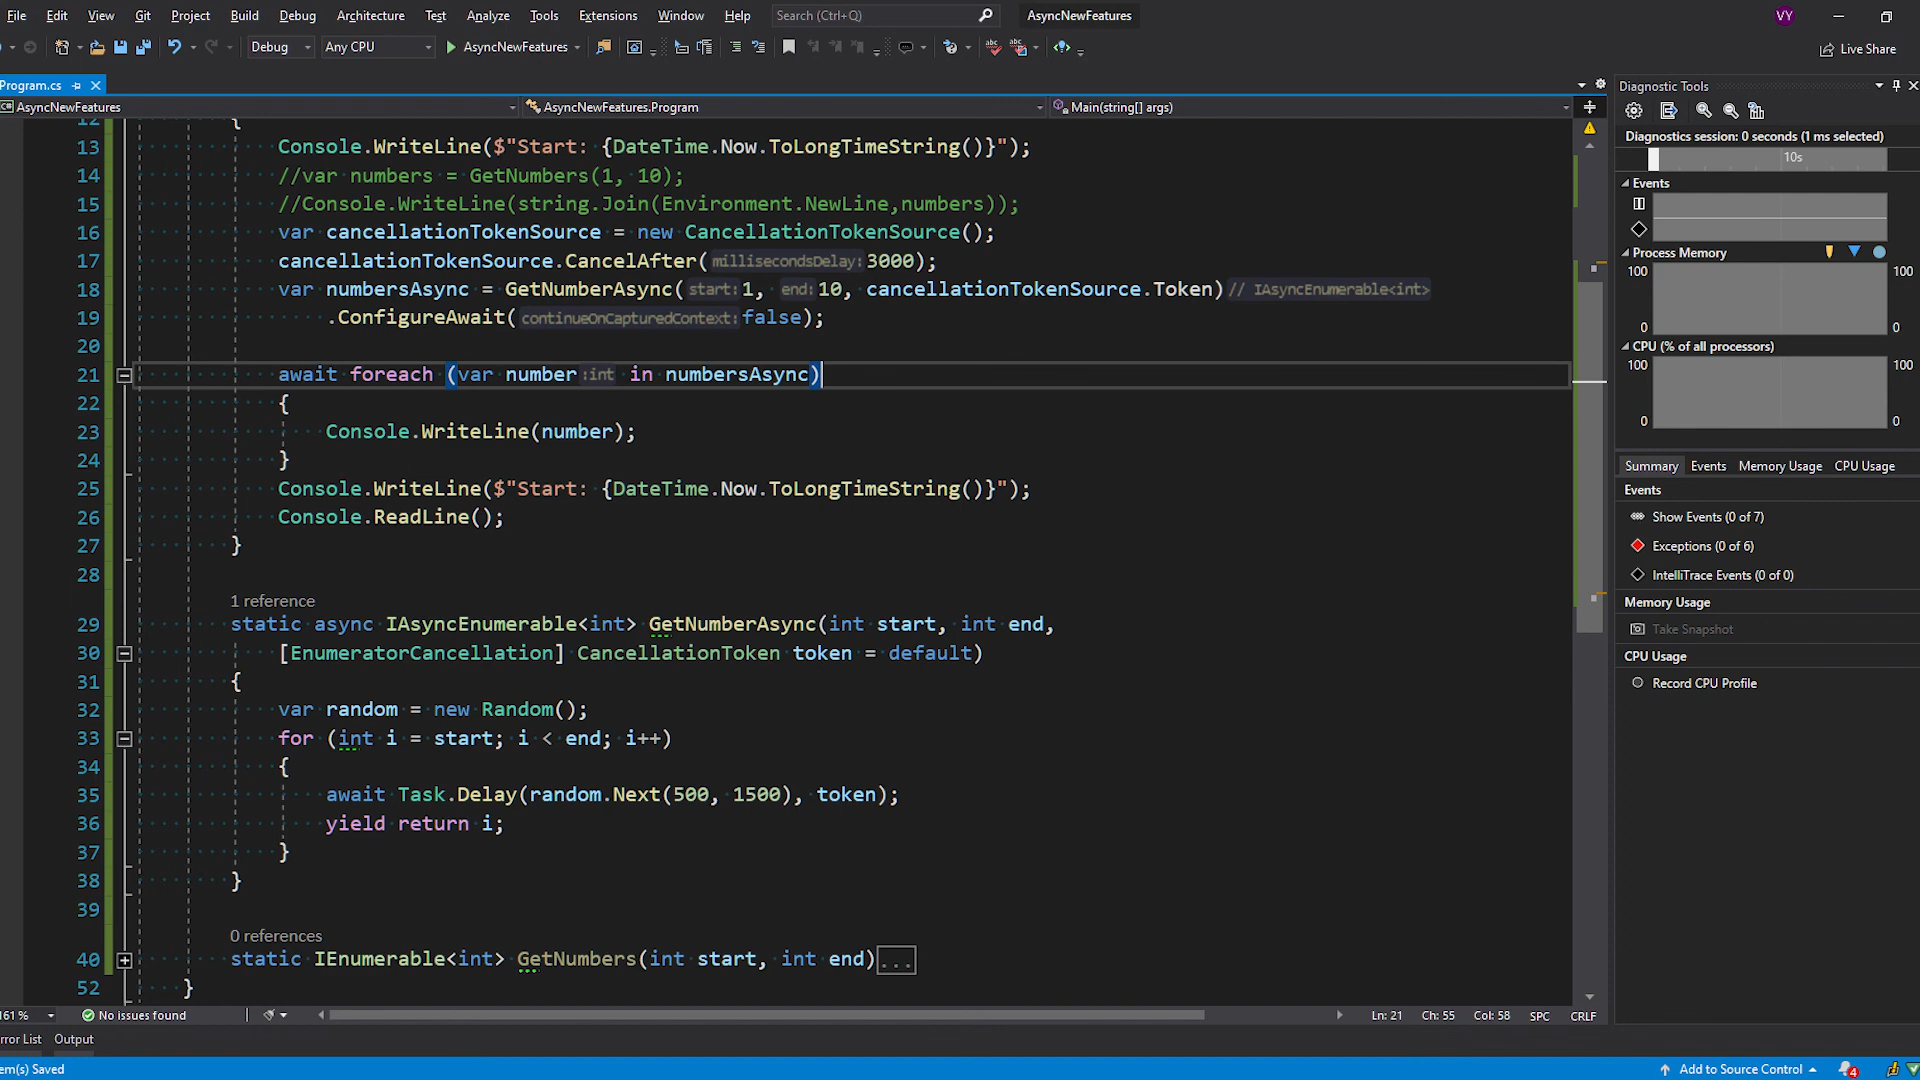 File Edit View Git Project Build Debug Architecture Test Analyze Tools Extensions Window Help Search (Ctrl+Q) AsyncNewFeatures VY
Debug Any CPU AsyncNewFeatures Live Share
Program.cs
AsyncNewFeatures AsyncNewFeatures.Program Main(string[] args)
12 {
13 Console.WriteLine($"Start: {DateTime.Now.ToLongTimeString()}");
14 //var numbers = GetNumbers(1, 10);
15 //Console.WriteLine(string.Join(Environment.NewLine,numbers));
16 var cancellationTokenSource = new CancellationTokenSource();
17 cancellationTokenSource.CancelAfter(millisecondsDelay: 3000);
18 var numbersAsync = GetNumberAsync(start: 1, end: 10, cancellationTokenSource.Token)// IAsyncEnumerable<int>
19 .ConfigureAwait(continueOnCapturedContext: false);
20
21 await foreach (var number :int in numbersAsync)
22 {
23 Console.WriteLine(number);
24 }
25 Console.WriteLine($"Start: {DateTime.Now.ToLongTimeString()}");
26 Console.ReadLine();
27 }
28
1 reference
29 static async IAsyncEnumerable<int> GetNumberAsync(int start, int end,
30 [EnumeratorCancellation] CancellationToken token = default)
31 {
32 var random = new Random();
33 for (int i = start; i < end; i++)
34 {
35 await Task.Delay(random.Next(500, 1500), token);
36 yield return i;
37 }
38 }
39
0 references
40 static IEnumerable<int> GetNumbers(int start, int end)...
52 }
161 % No issues found Ln: 21 Ch: 55 Col: 58 SPC CRLF
rror List Output
em(s) Saved Add to Source Control 4
Diagnostic Tools
Diagnostics session: 0 seconds (1 ms selected)
10s
Events
Process Memory
100 100
0 0
CPU (% of all processors)
100 100
0 0
Summary Events Memory Usage CPU Usage
Events
Show Events (0 of 7)
Exceptions (0 of 6)
IntelliTrace Events (0 of 0)
Memory Usage
Take Snapshot
CPU Usage
Record CPU Profile